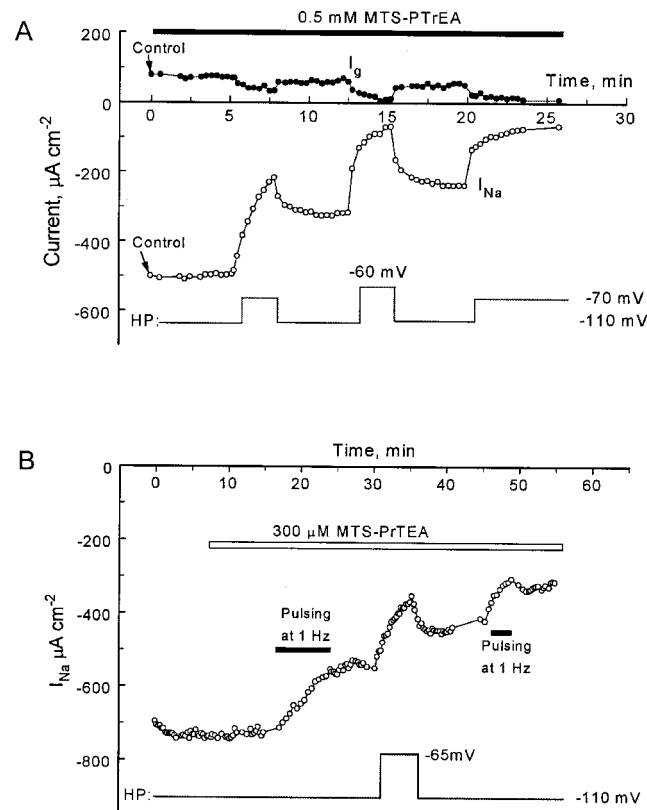 A
0.5 mM MTS-PTrEA
200
Control
Ig
Time, min
0
0
5
10
15
20
25
30
-200
Current, µA cm-2
INa
-400
Control
-60 mV
-600
-70 mV
HP:
-110 mV
B
Time, min
0
0
10
20
30
40
50
60
300 µM MTS-PrTEA
-200
Pulsing
at 1 Hz
-400
INa µA cm-2
Pulsing
at 1 Hz
-600
-800
-65mV
HP:
-110 mV